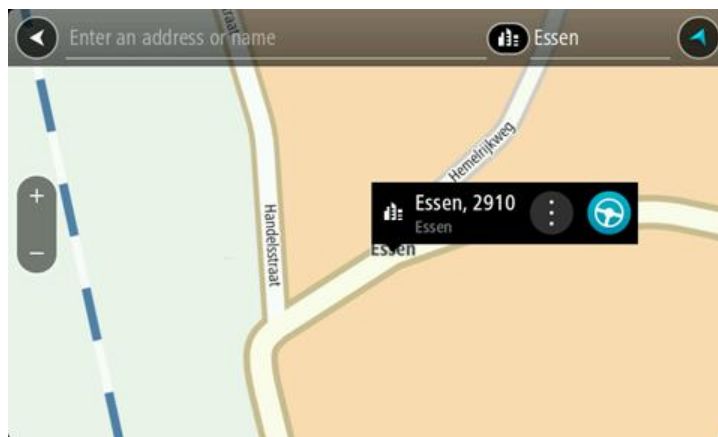 Enter an address or name
Essen
Hemelrijkweg
Essen, 2910
Essen
Essen
Handelsstraat